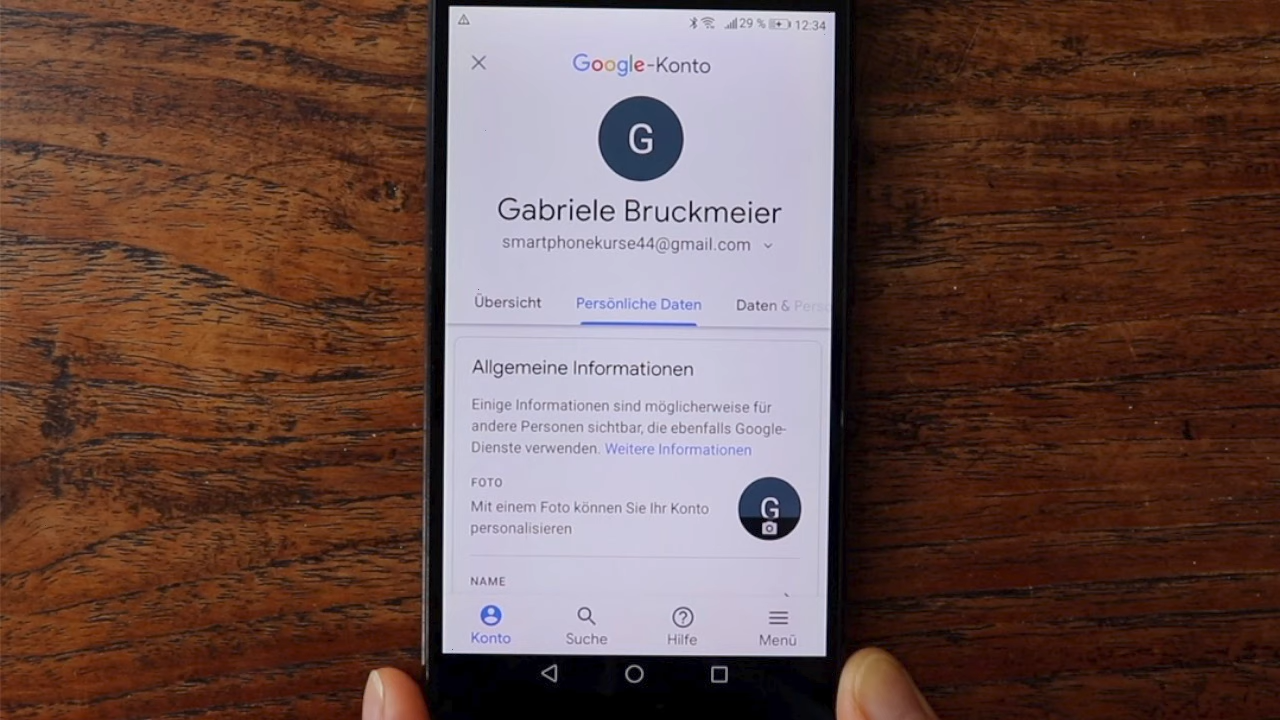 29 % 12:34
Google-Konto
G
Gabriele Bruckmeier
smartphonekurse44@gmail.com
Übersicht Persönliche Daten Daten & Perso
Allgemeine Informationen
Einige Informationen sind möglicherweise für
andere Personen sichtbar, die ebenfalls Google-
Dienste verwenden. Weitere Informationen
FOTO
Mit einem Foto können Sie Ihr Konto
personalisieren
G
NAME
Konto Suche Hilfe Menü